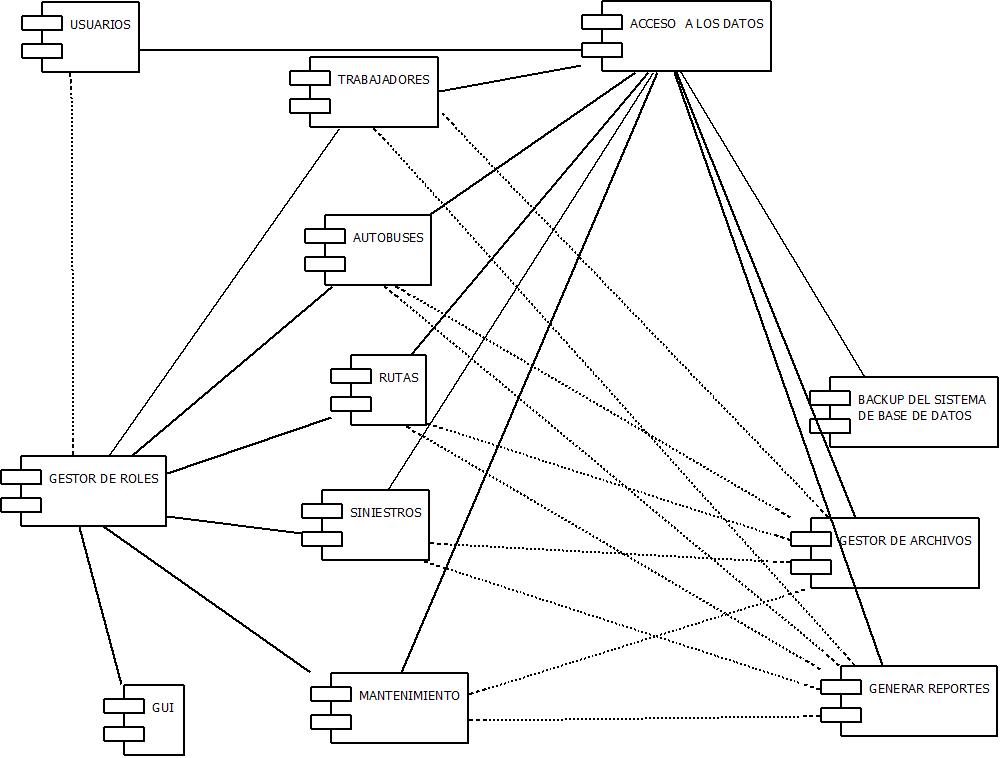 USUARIOS
ACCESO A LOS DATOS
TRABAJADORES
AUTOBUSES
RUTAS
BACKUP DEL SISTEMA
DE BASE DE DATOS
GESTOR DE ROLES
SINIESTROS
GESTOR DE ARCHIVOS
MANTENIMIENTO
GENERAR REPORTES
GUI